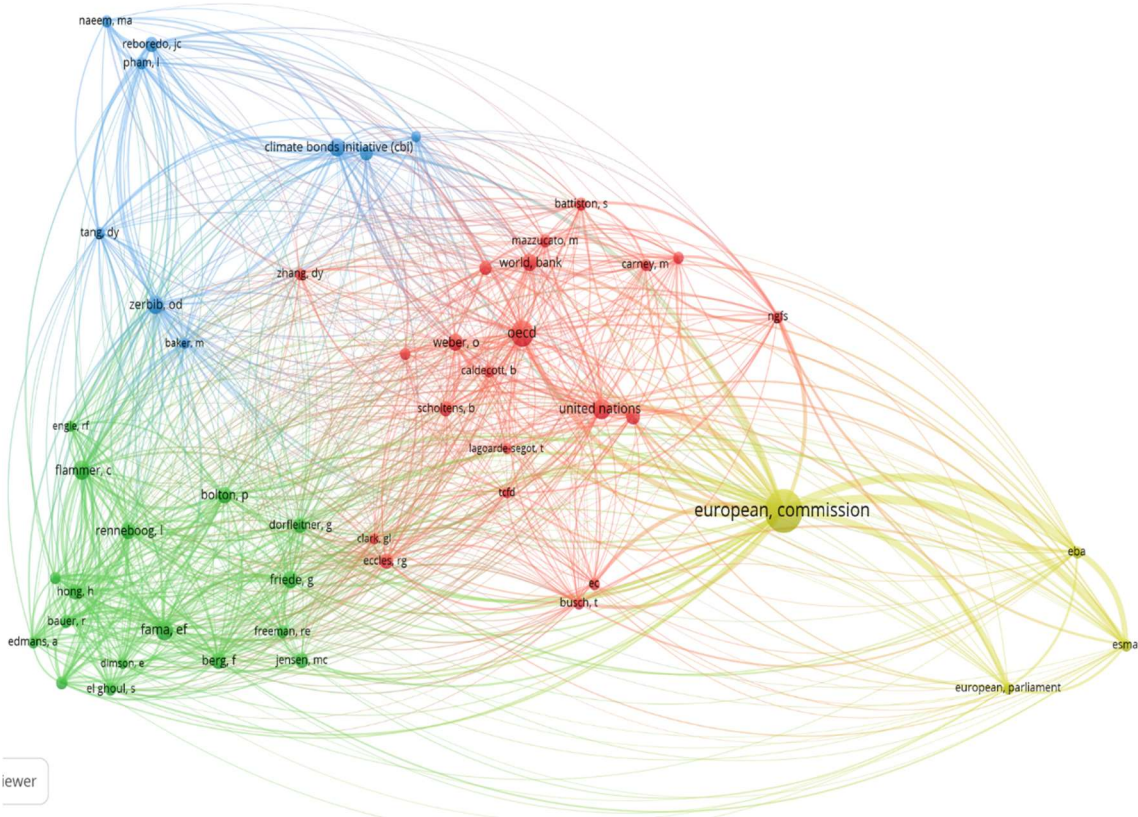 naeem, ma
reboredo, jc
pham, l
climate bonds initiative (cbi)
battiston, s
tang, dy
mazzucato, m
world, bank
carney, m
zhang, dy
zerbib, od
ngfs
oecd
weber, o
baker, m
caldecott, b
scholtens, b
united nations
engle, rf
lagoarde-segot, t
flammer, c
bolton, p
tcfd
european, commission
renneboog, l
dorfleitner, g
clark, gl
eba
eccles, rg
friede, g
ec
hong, h
busch, t
bauer, r
fama, ef
freeman, re
edmans, a
esma
dimson, e
berg, f
jensen, mc
el ghoul, s
european, parliament
iewer